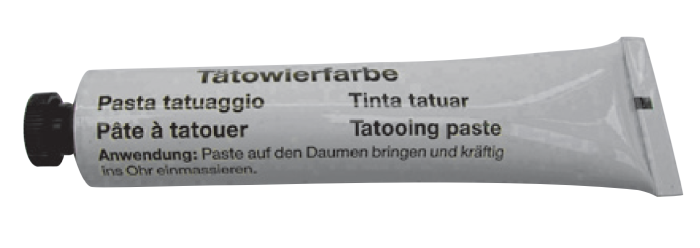 Tätowierfarbe
Pasta tatuaggio Tinta tatuar
Pâte à tatouer Tatooing paste
Anwendung: Paste auf den Daumen bringen und kräftig
ins Ohr einmassieren.